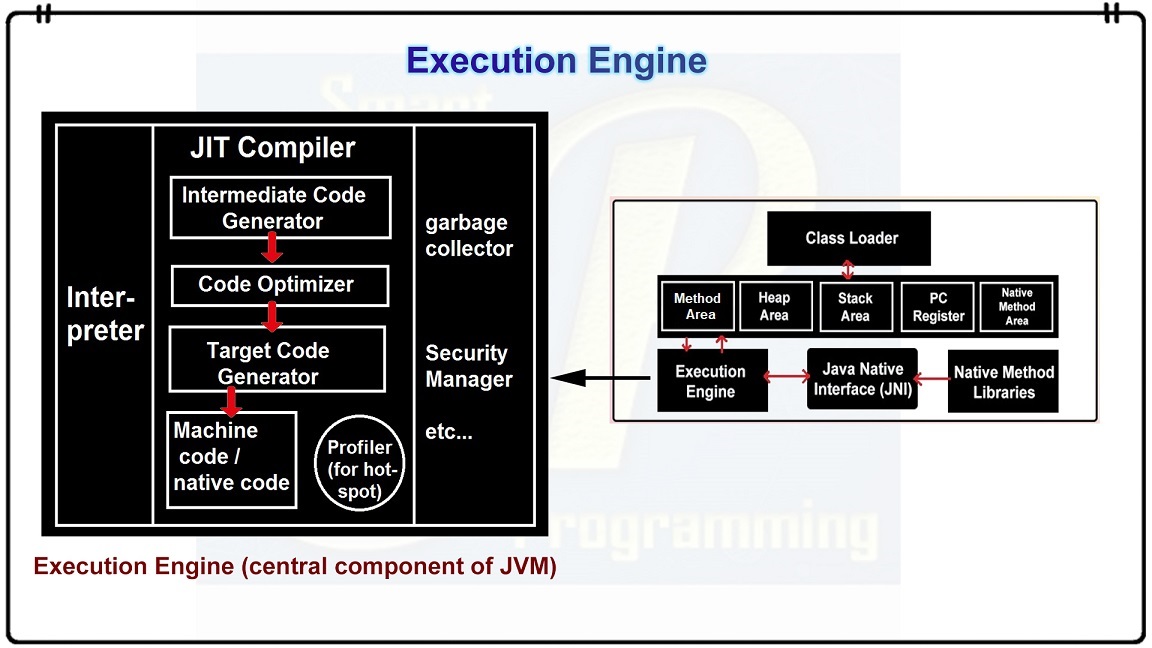 Execution Engine
JIT Compiler
Intermediate Code
Generator
Code Optimizer
Target Code
Generator
Machine
code /
native code
Profiler
(for hot-
spot)
Inter-
preter
garbage
collector
Security
Manager
etc...
Execution Engine (central component of JVM)
Class Loader
Method
Area
Heap
Area
Stack
Area
PC
Register
Native
Method
Area
Execution
Engine
Java Native
Interface (JNI)
Native Method
Libraries
Smart
Programming